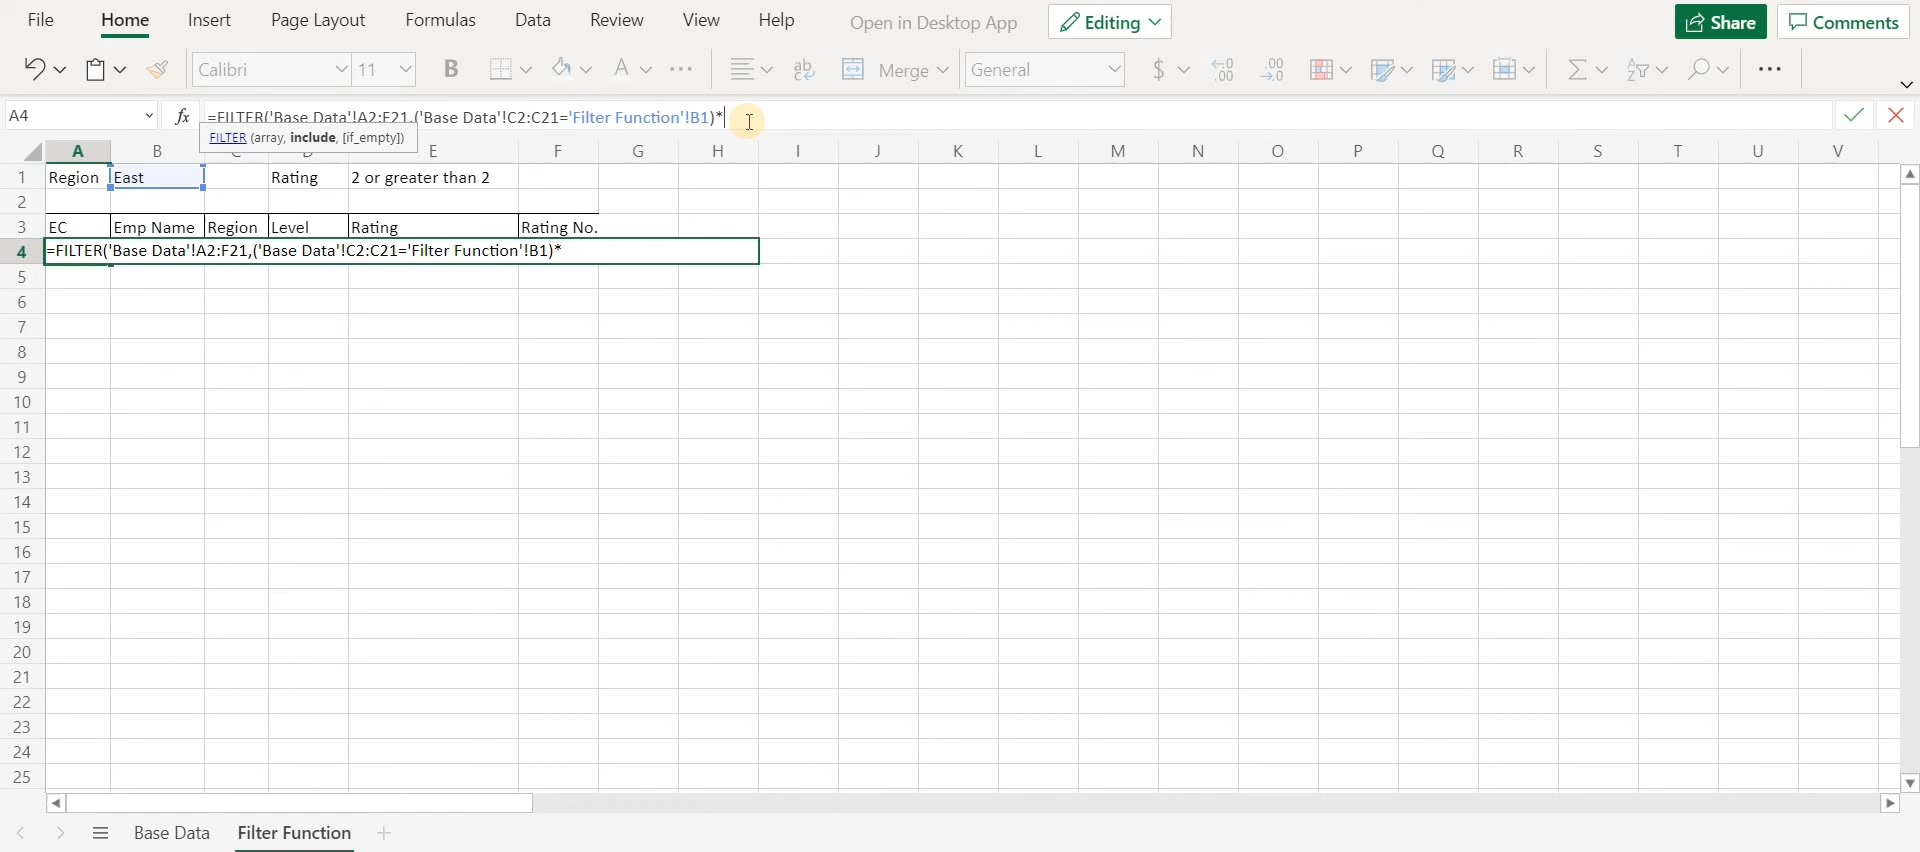 File Home Insert Page Layout Formulas Data Review View Help Open in Desktop App Editing Share Comments
Calibri 11 B A ab Merge General $ .00 .00 Σ
A4 fx =FILTER('Base Data'!A2:F21,('Base Data'!C2:C21='Filter Function'!B1)*
FILTER (array, include, [if_empty])
A B C D E F G H I J K L M N O P Q R S T U V
1 Region East Rating 2 or greater than 2
2
3 EC Emp Name Region Level Rating Rating No.
4 =FILTER('Base Data'!A2:F21,('Base Data'!C2:C21='Filter Function'!B1)*
5
6
7
8
9
10
11
12
13
14
15
16
17
18
19
20
21
22
23
24
25
Base Data Filter Function